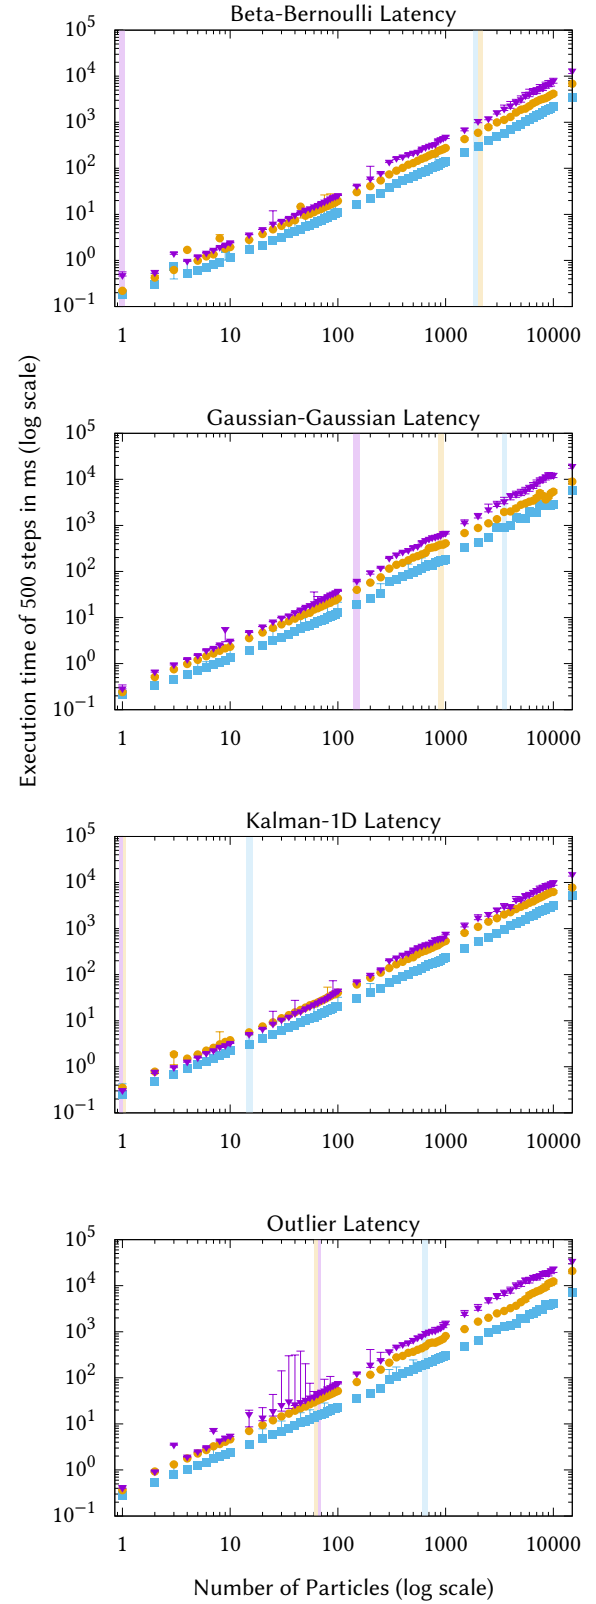 Beta-Bernoulli Latency
10^5
10^4
10^3
10^2
10^1
10^0
10^-1
1 10 100 1000 10000
Execution time of 500 steps in ms (log scale)
Gaussian-Gaussian Latency
10^5
10^4
10^3
10^2
10^1
10^0
10^-1
1 10 100 1000 10000
Kalman-1D Latency
10^5
10^4
10^3
10^2
10^1
10^0
10^-1
1 10 100 1000 10000
Outlier Latency
10^5
10^4
10^3
10^2
10^1
10^0
10^-1
1 10 100 1000 10000
Number of Particles (log scale)